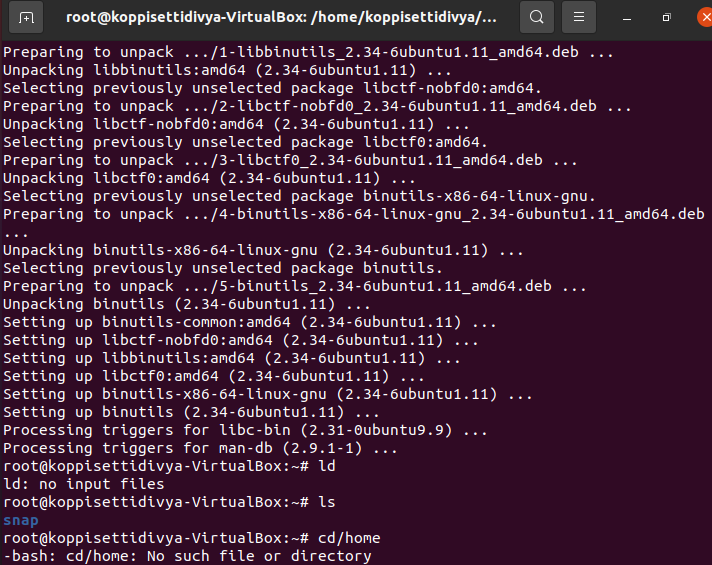 root@koppisettidivya-VirtualBox: /home/koppisettidivya/...
Preparing to unpack .../1-libbinutils_2.34-6ubuntu1.11_amd64.deb ...
Unpacking libbinutils:amd64 (2.34-6ubuntu1.11) ...
Selecting previously unselected package libctf-nobfd0:amd64.
Preparing to unpack .../2-libctf-nobfd0_2.34-6ubuntu1.11_amd64.deb ...
Unpacking libctf-nobfd0:amd64 (2.34-6ubuntu1.11) ...
Selecting previously unselected package libctf0:amd64.
Preparing to unpack .../3-libctf0_2.34-6ubuntu1.11_amd64.deb ...
Unpacking libctf0:amd64 (2.34-6ubuntu1.11) ...
Selecting previously unselected package binutils-x86-64-linux-gnu.
Preparing to unpack .../4-binutils-x86-64-linux-gnu_2.34-6ubuntu1.11_amd64.deb
...
Unpacking binutils-x86-64-linux-gnu (2.34-6ubuntu1.11) ...
Selecting previously unselected package binutils.
Preparing to unpack .../5-binutils_2.34-6ubuntu1.11_amd64.deb ...
Unpacking binutils (2.34-6ubuntu1.11) ...
Setting up binutils-common:amd64 (2.34-6ubuntu1.11) ...
Setting up libctf-nobfd0:amd64 (2.34-6ubuntu1.11) ...
Setting up libbinutils:amd64 (2.34-6ubuntu1.11) ...
Setting up libctf0:amd64 (2.34-6ubuntu1.11) ...
Setting up binutils-x86-64-linux-gnu (2.34-6ubuntu1.11) ...
Setting up binutils (2.34-6ubuntu1.11) ...
Processing triggers for libc-bin (2.31-0ubuntu9.9) ...
Processing triggers for man-db (2.9.1-1) ...
root@koppisettidivya-VirtualBox:~# ld
ld: no input files
root@koppisettidivya-VirtualBox:~# ls
snap
root@koppisettidivya-VirtualBox:~# cd/home
-bash: cd/home: No such file or directory